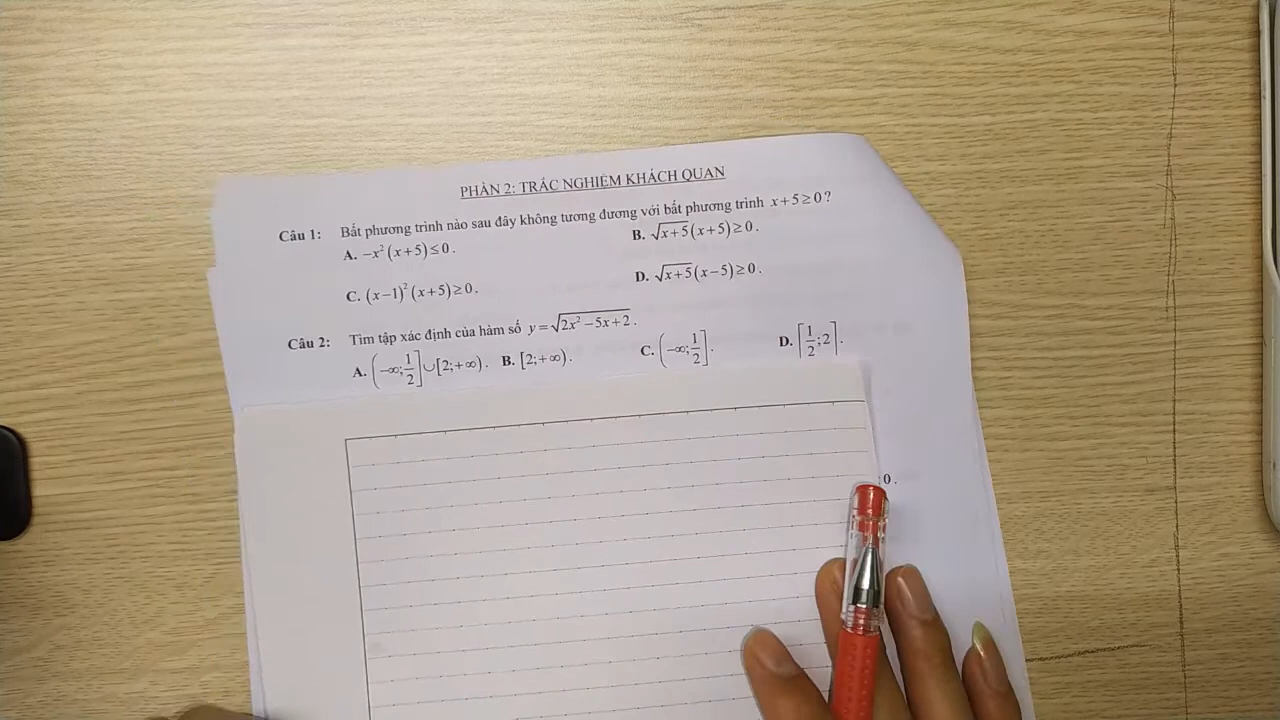 PHẦN 2: TRẮC NGHIỆM KHÁCH QUAN
Câu 1: Bất phương trình nào sau đây không tương đương với bất phương trình x + 5 ≥ 0 ?
A. −x²(x+5) ≤ 0 . B. √(x+5)(x+5) ≥ 0 .
C. (x−1)²(x+5) ≥ 0 . D. √(x+5)(x−5) ≥ 0 .
Câu 2: Tìm tập xác định của hàm số y = √(2x² − 5x + 2) .
A. (−∞; 1/2] ∪ [2; +∞) . B. [2; +∞) . C. (−∞; 1/2] . D. [1/2; 2] .
0 .